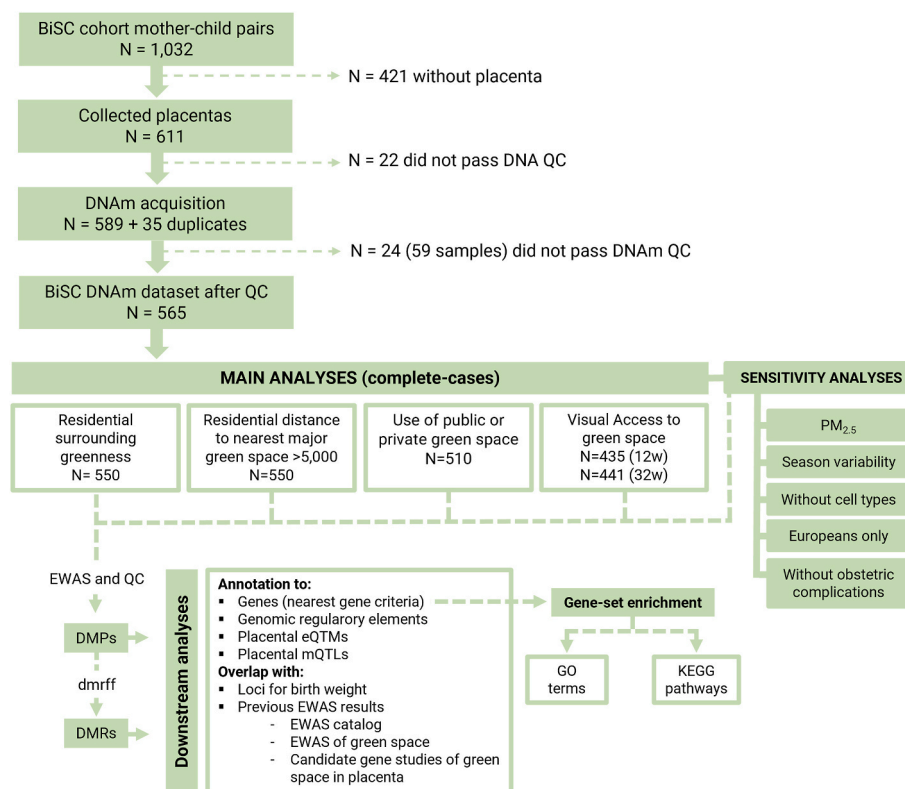 BiSC cohort mother-child pairs
N = 1,032
N = 421 without placenta
Collected placentas
N = 611
N = 22 did not pass DNA QC
DNAm acquisition
N = 589 + 35 duplicates
N = 24 (59 samples) did not pass DNAm QC
BiSC DNAm dataset after QC
N = 565
MAIN ANALYSES (complete-cases)
SENSITIVITY ANALYSES
Residential
surrounding
greenness
N= 550
Residential distance
to nearest major
green space >5,000
N=550
Use of public or
private green space
N=510
Visual Access to
green space
N=435 (12w)
N=441 (32w)
PM2.5
Season variability
Without cell types
Europeans only
Without obstetric
complications
EWAS and QC
DMPs
dmrff
DMRs
Downstream analyses
Annotation to:
▪ Genes (nearest gene criteria)
▪ Genomic regularory elements
▪ Placental eQTMs
▪ Placental mQTLs
Overlap with:
▪ Loci for birth weight
▪ Previous EWAS results
- EWAS catalog
- EWAS of green space
- Candidate gene studies of green
space in placenta
Gene-set enrichment
GO
terms
KEGG
pathways